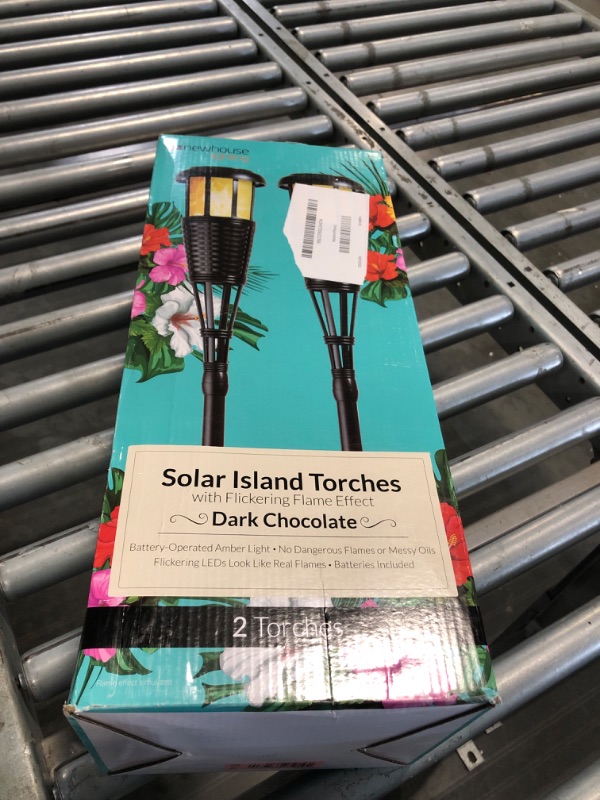 newhouse
Solar Island Torches
with Flickering Flame Effect
Dark Chocolate
Battery-Operated Amber Light • No Dangerous Flames or Messy Oils
Flickering LEDs Look Like Real Flames • Batteries Included
2 Torches